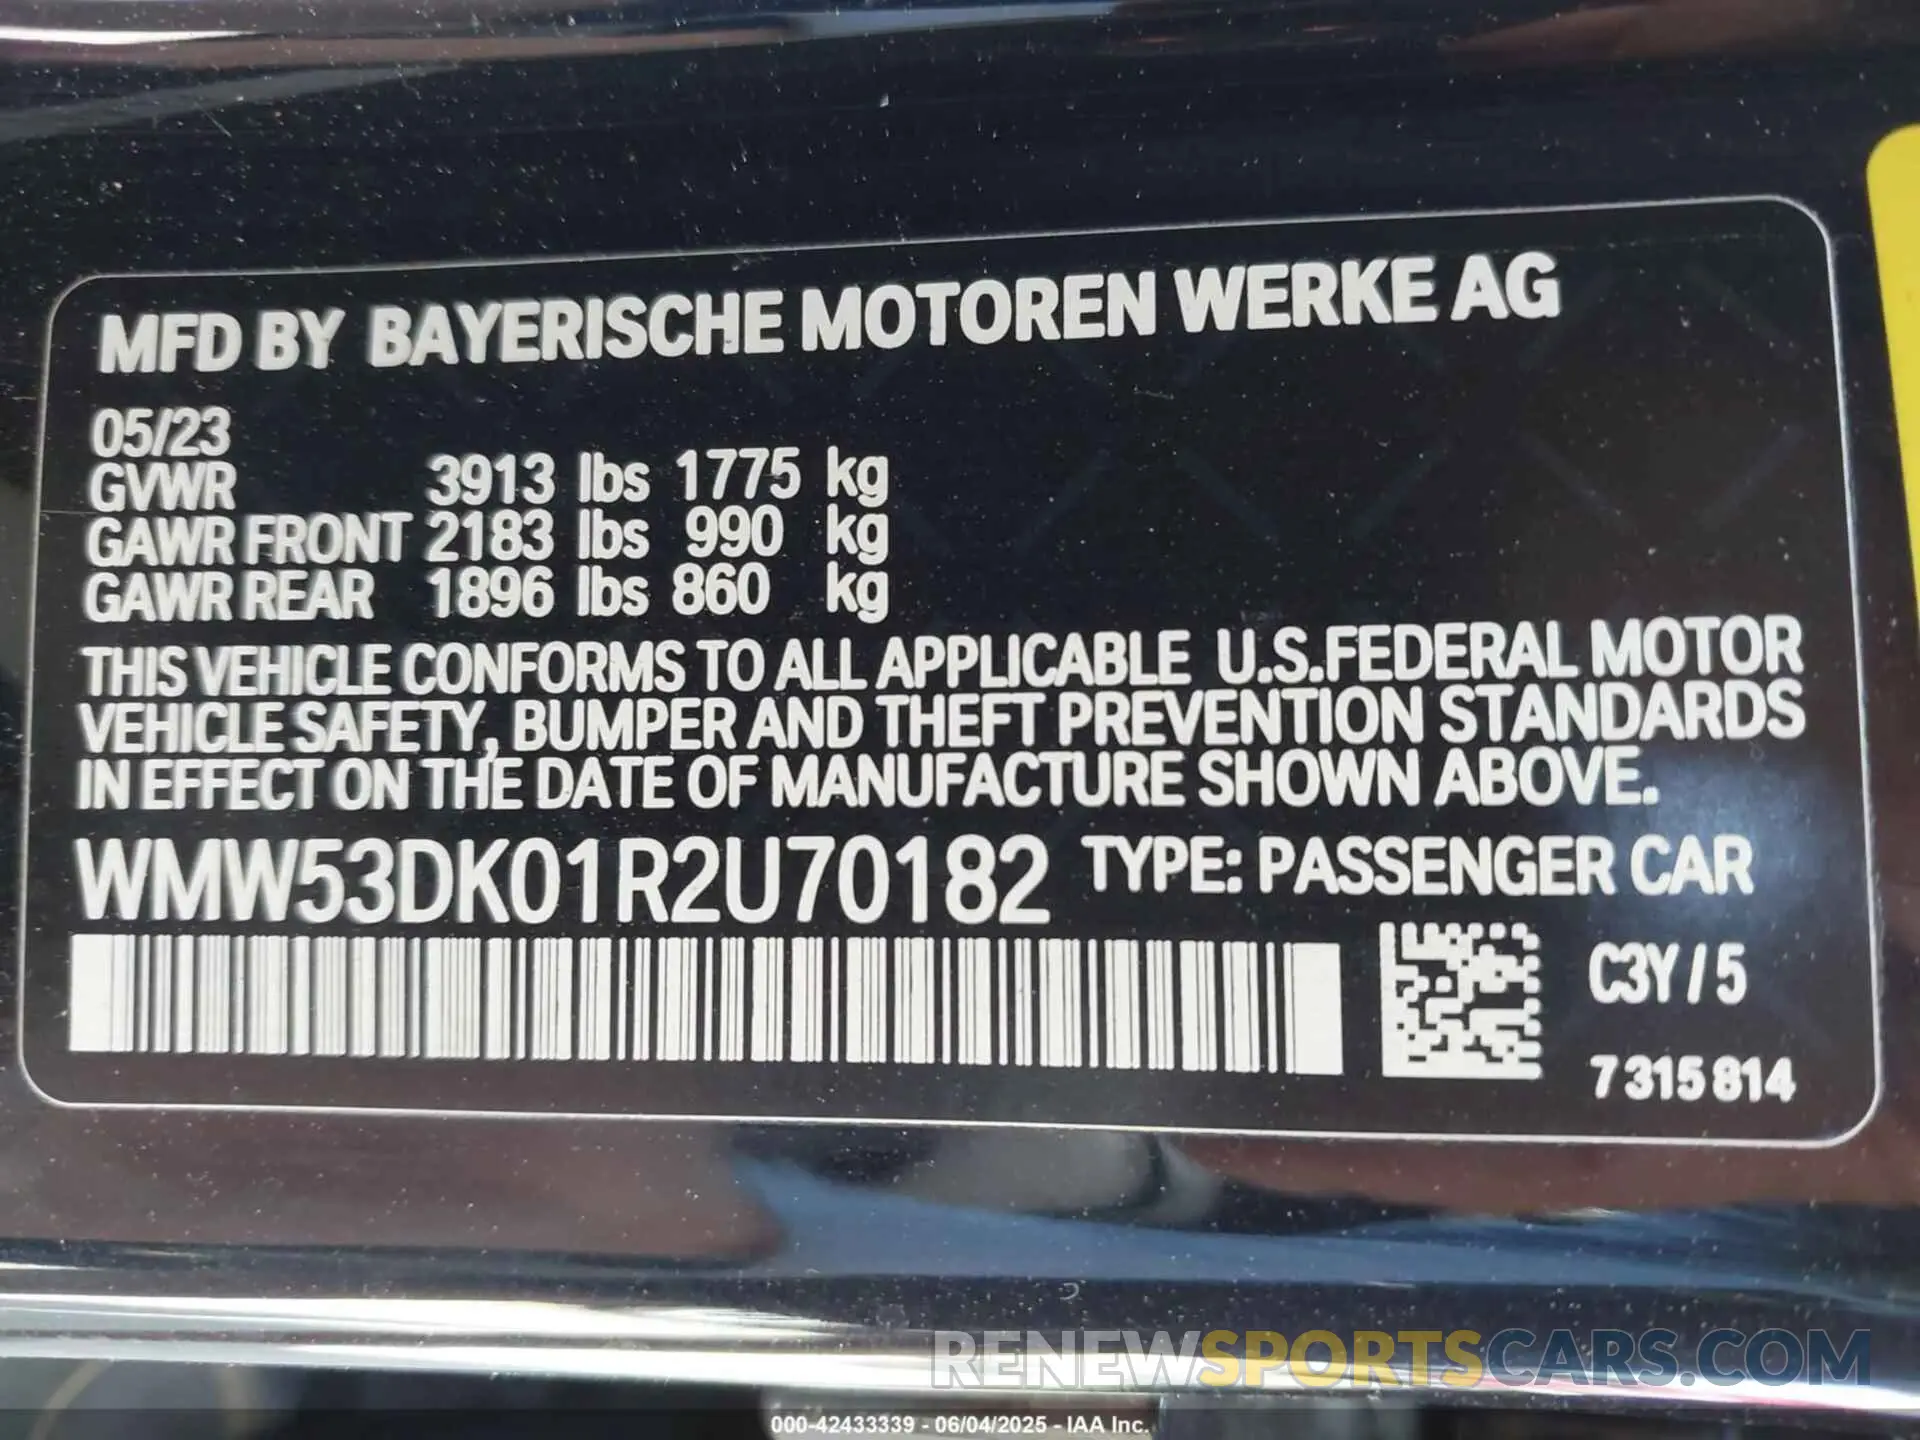 MFD BY BAYERISCHE MOTOREN WERKE AG
05/23
GVWR 3913 lbs 1775 kg
GAWR FRONT 2183 lbs 990 kg
GAWR REAR 1896 lbs 860 kg
THIS VEHICLE CONFORMS TO ALL APPLICABLE U.S.FEDERAL MOTOR
VEHICLE SAFETY, BUMPER AND THEFT PREVENTION STANDARDS
IN EFFECT ON THE DATE OF MANUFACTURE SHOWN ABOVE.
WMW53DK01R2U70182 TYPE: PASSENGER CAR
C3Y / 5
7 315 814
RENEWSPORTSCARS.COM
000-42433339 - 06/04/2025 - IAA Inc.